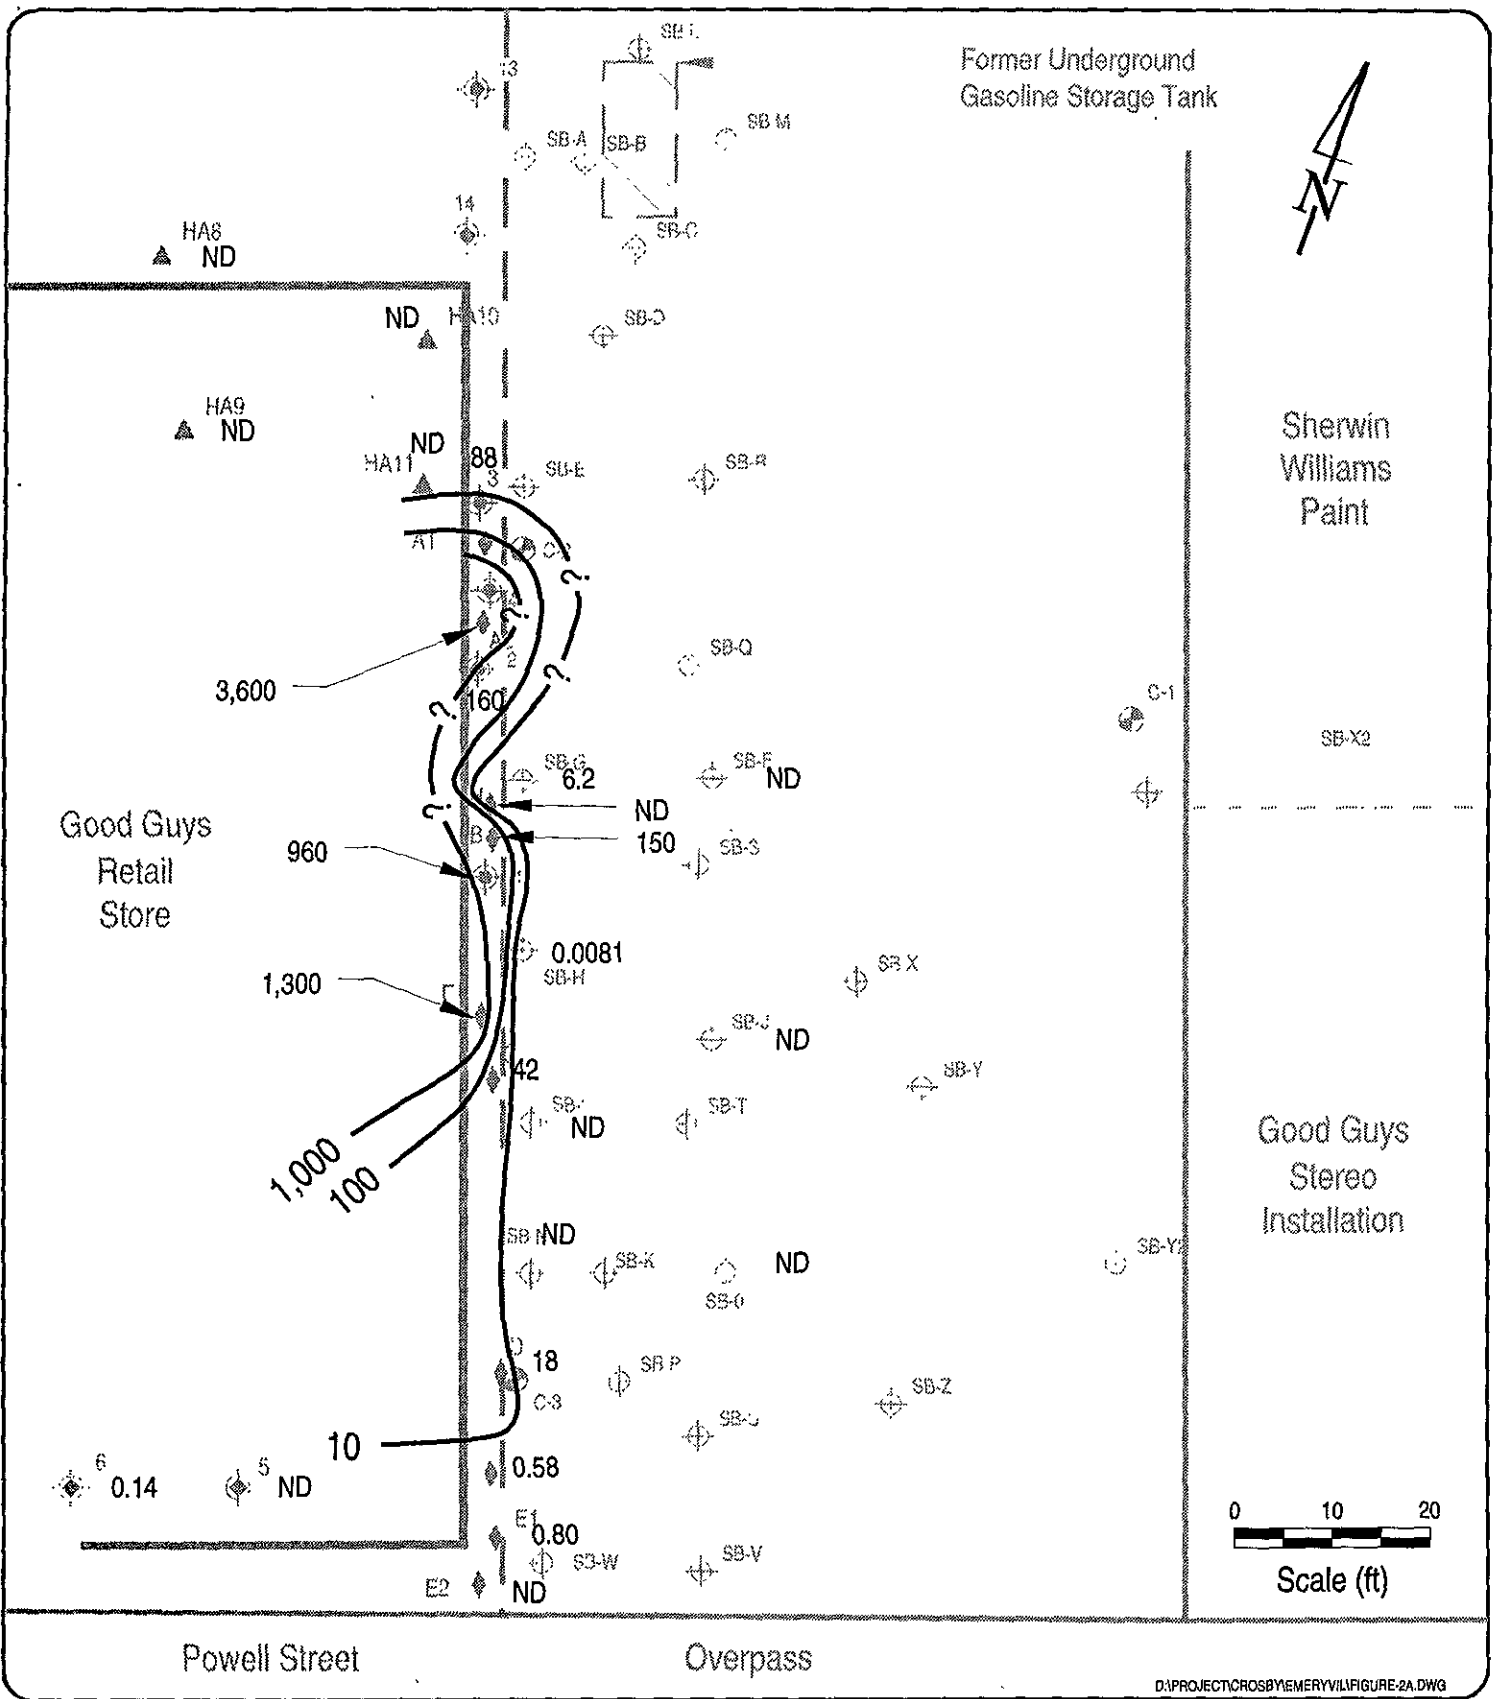 Former Underground
Gasoline Storage Tank
SB-M
SB-A
SB-B
SB-C
14
HA8
ND
N
ND
HA10
SB-D
HA9
ND
ND
HA11
88
3
SB-E
SB-R
Sherwin
Williams
Paint
A1
?
?
SB-Q
2
3,600
160
?
?
C-1
SB-X2
SB-G
6.2
ND
?
ND
150
B
960
Good Guys
Retail
Store
0.0081
SB-H
1,300
SB-X
SB-J
ND
42
SB-Y
ND
SB-T
1,000
100
Good Guys
Stereo
Installation
ND
SB-K
ND
SB-O
18
C-3
SB-P
SB-Z
10
6
0.14
5
ND
0.58
E1
0.80
SB-W
SB-V
E2
ND
0 10 20
Scale (ft)
Powell Street
Overpass
D:\PROJECT\CROSBY\EMERYVIL\FIGURE-2A.DWG